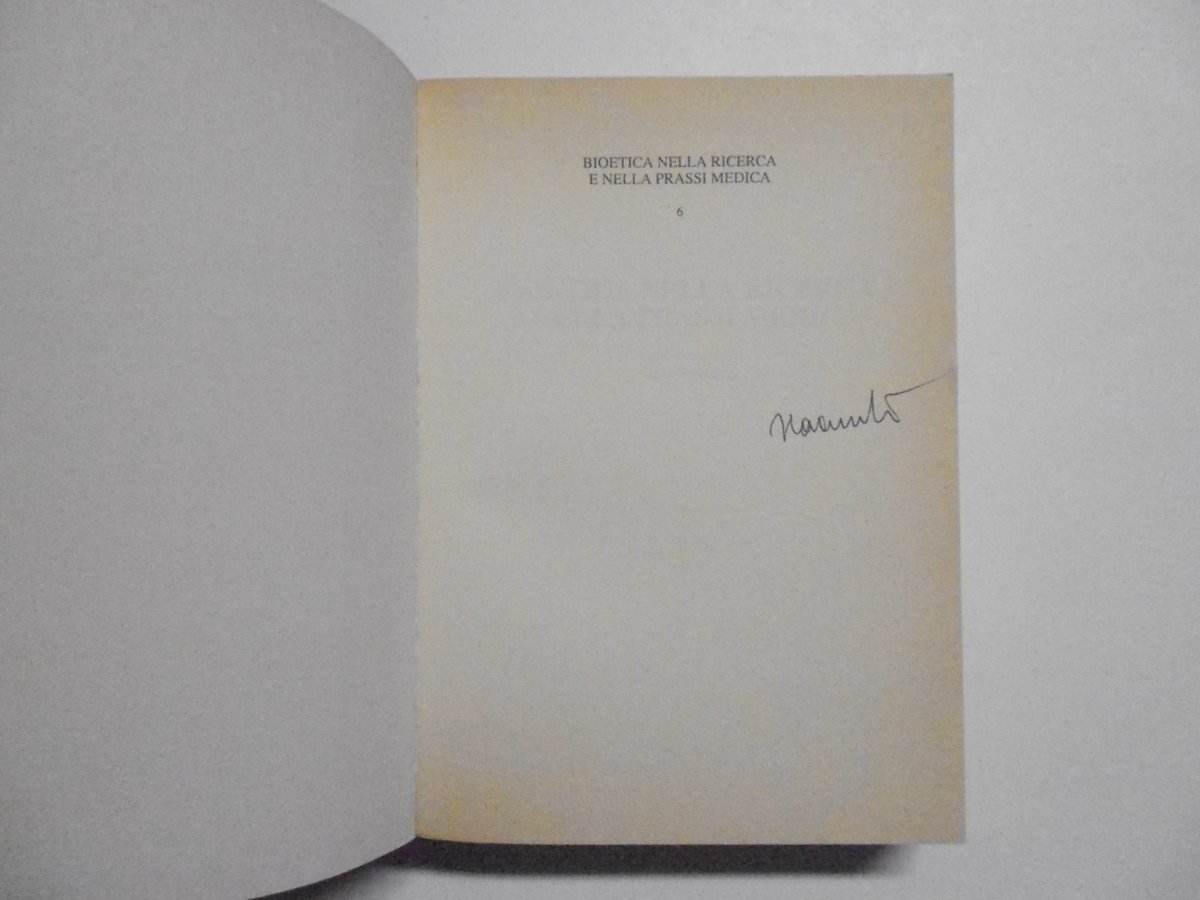 BIOETICA NELLA RICERCA
E NELLA PRASSI MEDICA
6